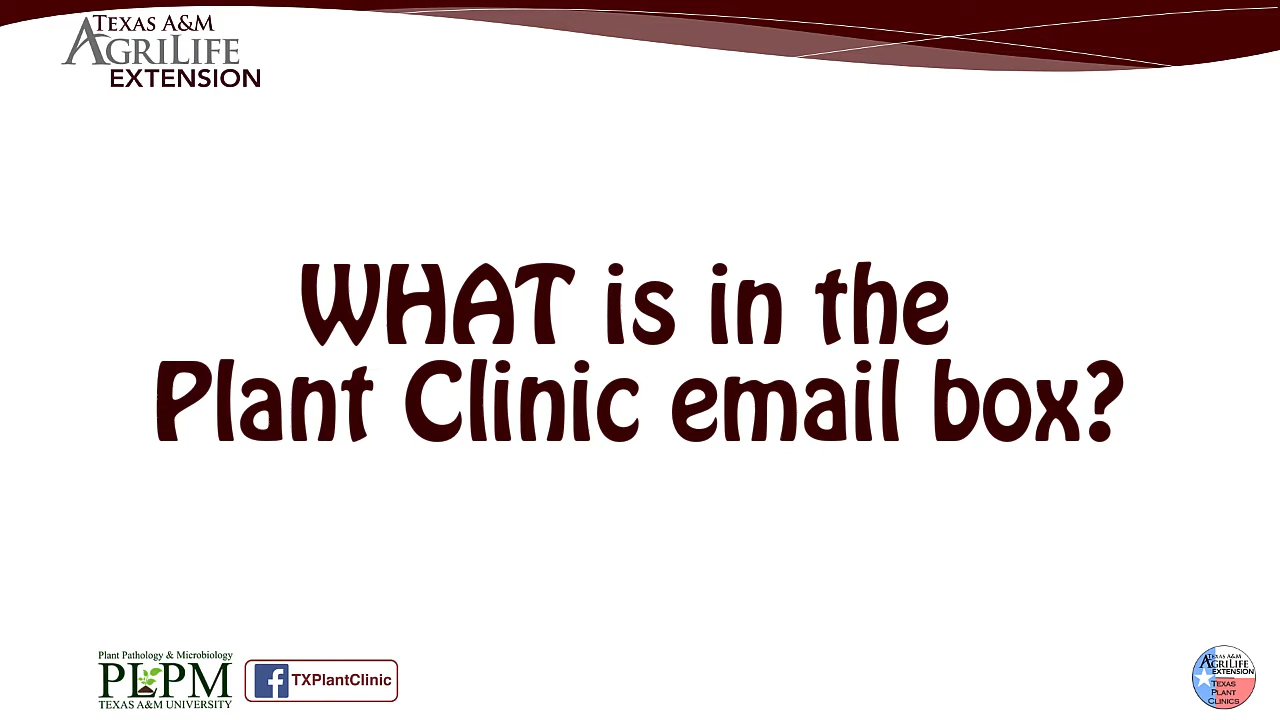 TEXAS A&M
AGRILIFE
EXTENSION
WHAT is in the
Plant Clinic email box?
Plant Pathology & Microbiology
PLPM
TEXAS A&M UNIVERSITY
TXPlantClinic
TEXAS A&M
AGRILIFE
EXTENSION
TEXAS
PLANT
CLINICS